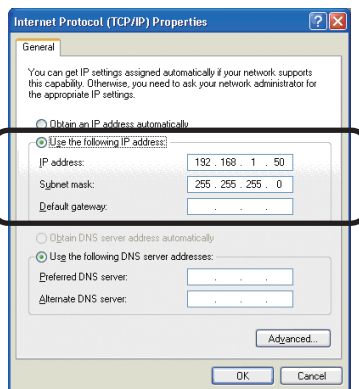 Internet Protocol (TCP/IP) Properties
General
You can get IP settings assigned automatically if your network supports
this capability. Otherwise, you need to ask your network administrator for
the appropriate IP settings.
Obtain an IP address automatically
Use the following IP address:
IP address: 192 . 168 . 1 . 50
Subnet mask: 255 . 255 . 255 . 0
Default gateway: . . .
Obtain DNS server address automatically
Use the following DNS server addresses:
Preferred DNS server: . . .
Alternate DNS server: . . .
Advanced...
OK Cancel